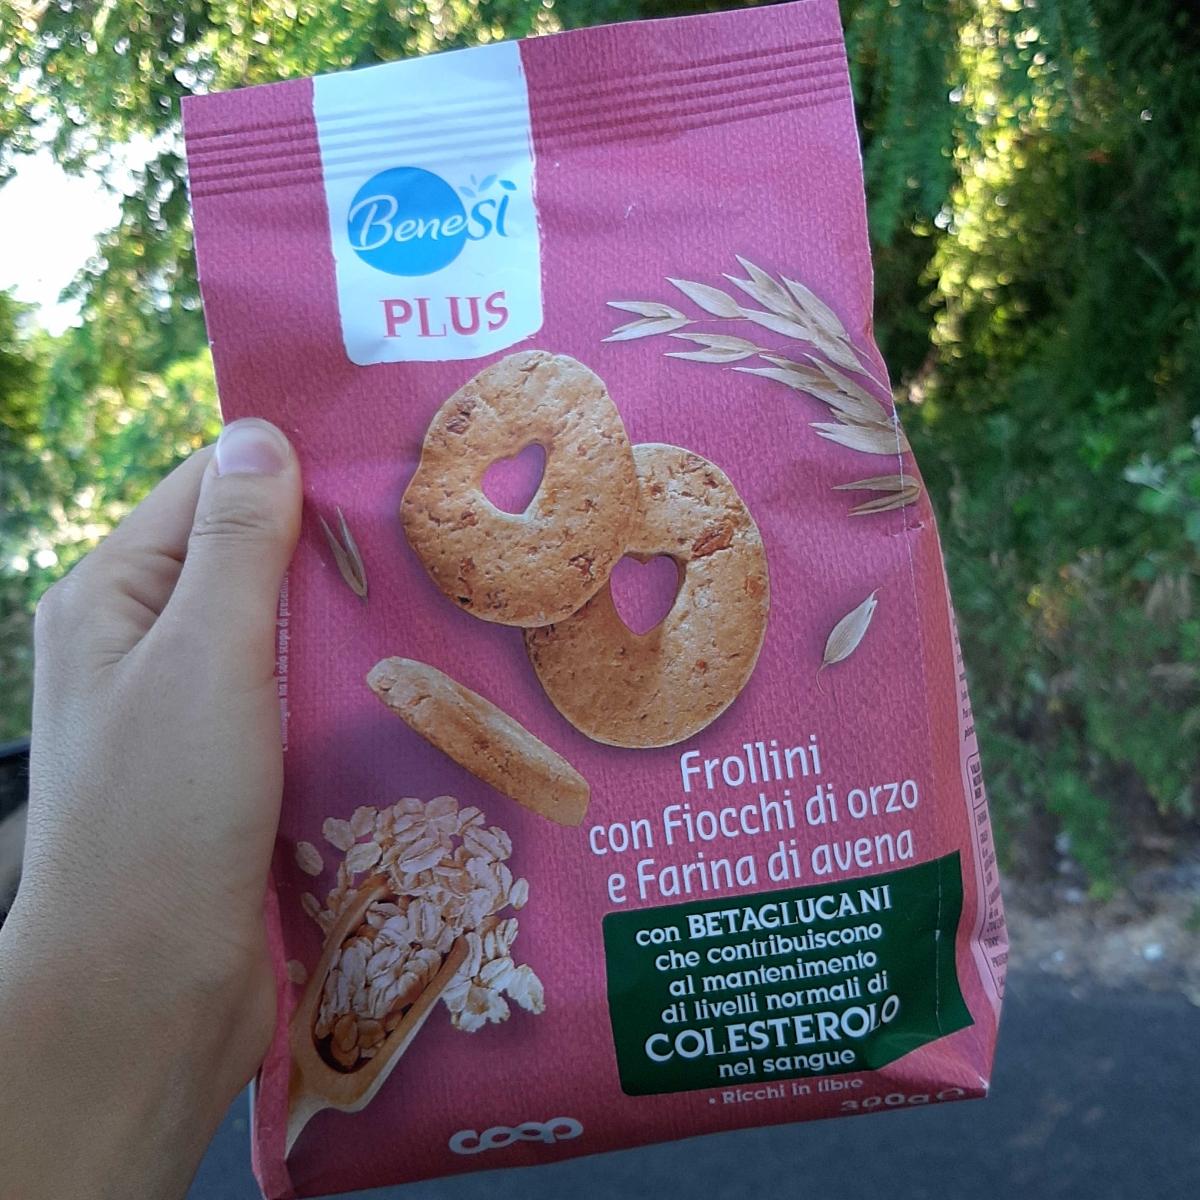 BeneSì
PLUS
Frollini
con Fiocchi di orzo
e Farina di avena
con BETAGLUCANI
che contribuiscono
al mantenimento
di livelli normali di
COLESTEROLO
nel sangue
• Ricchi in fibre
300g ℮
coop